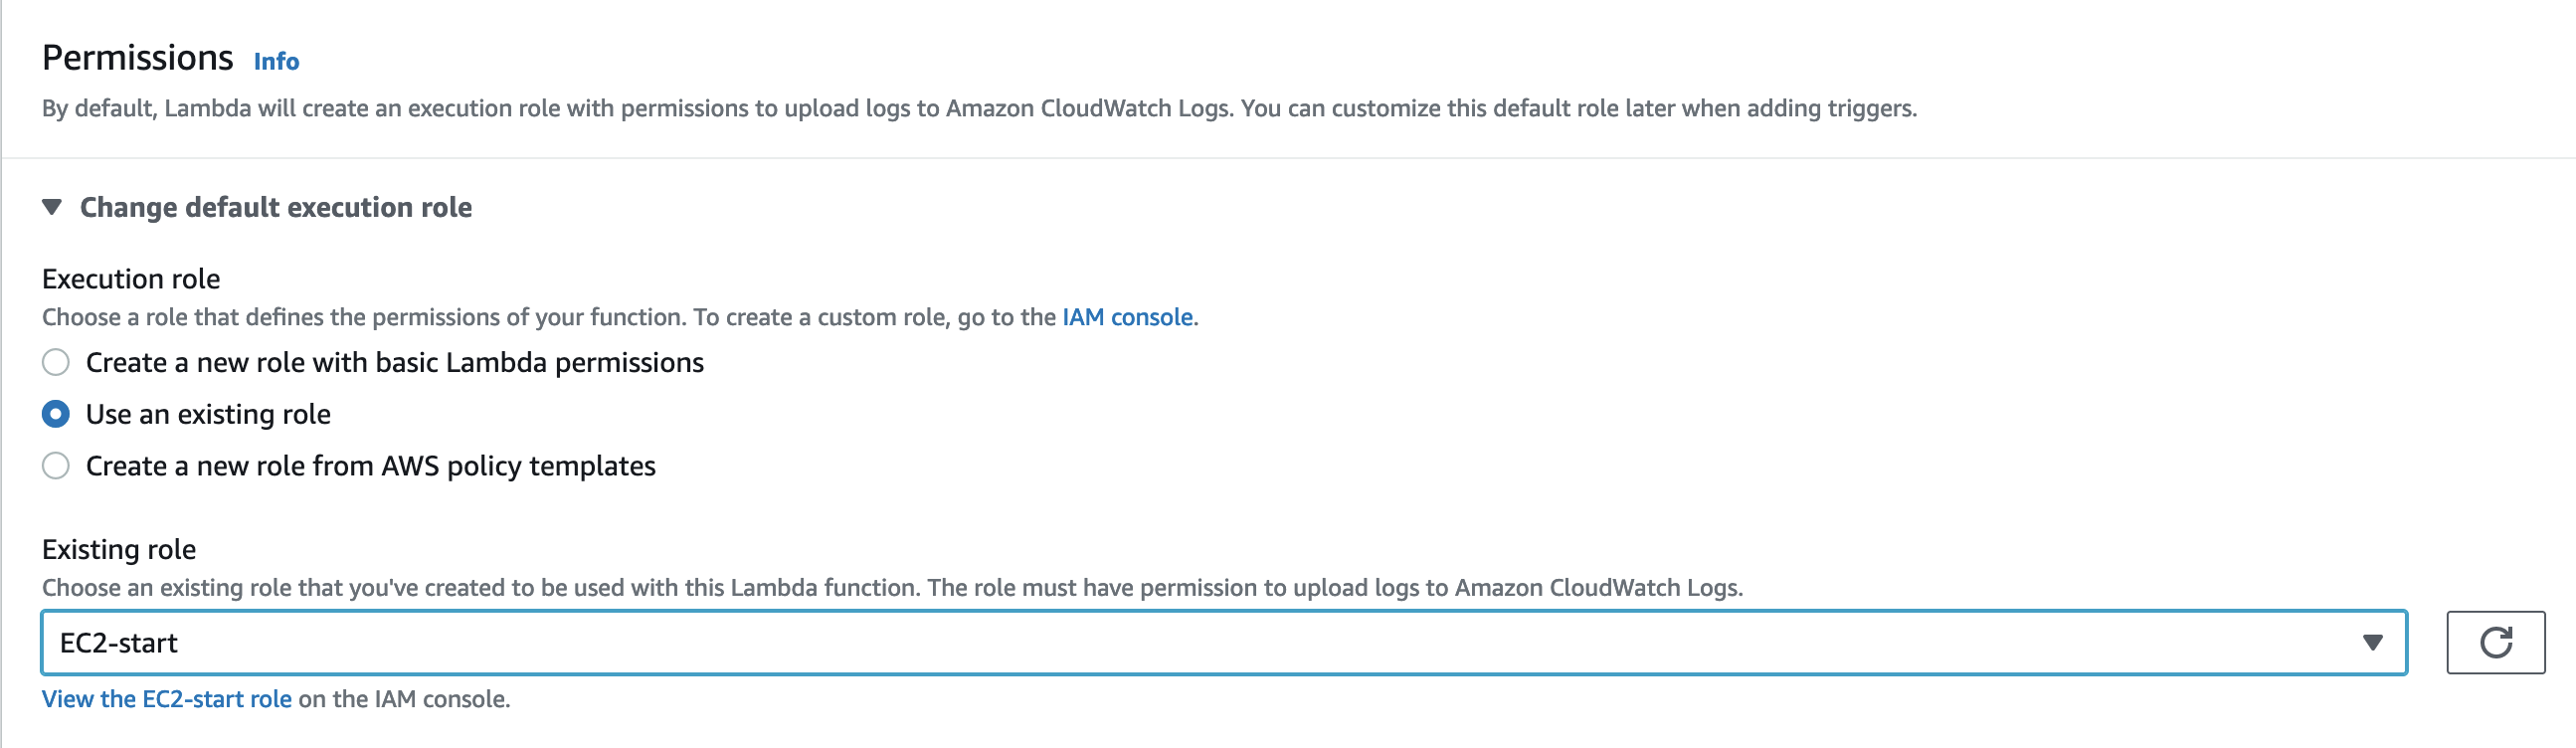 Permissions Info
By default, Lambda will create an execution role with permissions to upload logs to Amazon CloudWatch Logs. You can customize this default role later when adding triggers.
Change default execution role
Execution role
Choose a role that defines the permissions of your function. To create a custom role, go to the IAM console.
Create a new role with basic Lambda permissions
Use an existing role
Create a new role from AWS policy templates
Existing role
Choose an existing role that you've created to be used with this Lambda function. The role must have permission to upload logs to Amazon CloudWatch Logs.
EC2-start
View the EC2-start role on the IAM console.